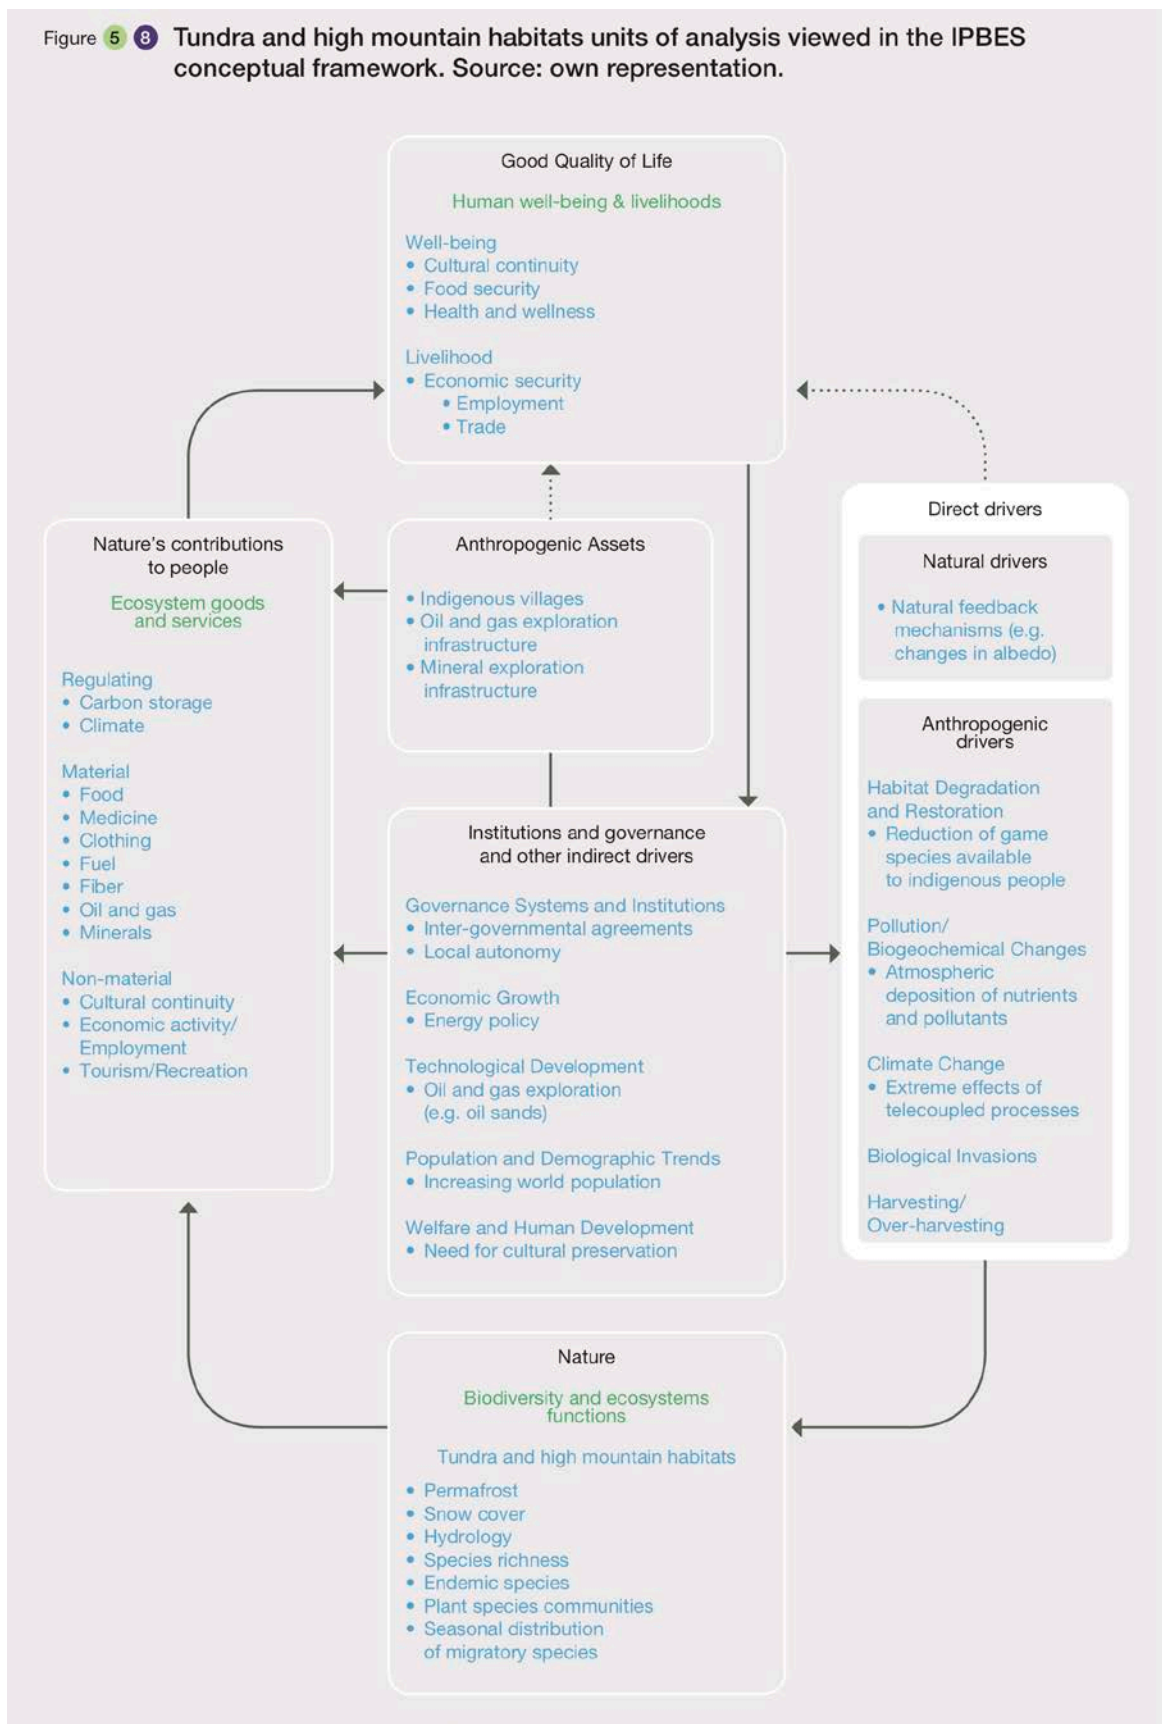 Figure 5 8 Tundra and high mountain habitats units of analysis viewed in the IPBES
conceptual framework. Source: own representation.
Good Quality of Life
Human well-being & livelihoods
Well-being
• Cultural continuity
• Food security
• Health and wellness
Livelihood
• Economic security
• Employment
• Trade
Nature's contributions
to people
Ecosystem goods
and services
Regulating
• Carbon storage
• Climate
Material
• Food
• Medicine
• Clothing
• Fuel
• Fiber
• Oil and gas
• Minerals
Non-material
• Cultural continuity
• Economic activity/
Employment
• Tourism/Recreation
Anthropogenic Assets
• Indigenous villages
• Oil and gas exploration
infrastructure
• Mineral exploration
infrastructure
Institutions and governance
and other indirect drivers
Governance Systems and Institutions
• Inter-governmental agreements
• Local autonomy
Economic Growth
• Energy policy
Technological Development
• Oil and gas exploration
(e.g. oil sands)
Population and Demographic Trends
• Increasing world population
Welfare and Human Development
• Need for cultural preservation
Direct drivers
Natural drivers
• Natural feedback
mechanisms (e.g.
changes in albedo)
Anthropogenic
drivers
Habitat Degradation
and Restoration
• Reduction of game
species available
to indigenous people
Pollution/
Biogeochemical Changes
• Atmospheric
deposition of nutrients
and pollutants
Climate Change
• Extreme effects of
telecoupled processes
Biological Invasions
Harvesting/
Over-harvesting
Nature
Biodiversity and ecosystems
functions
Tundra and high mountain habitats
• Permafrost
• Snow cover
• Hydrology
• Species richness
• Endemic species
• Plant species communities
• Seasonal distribution
of migratory species